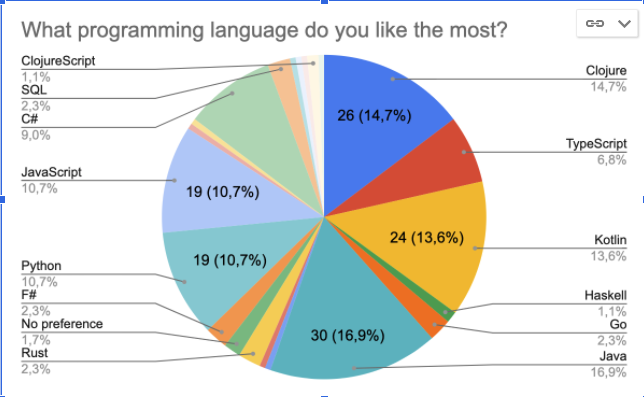 What programming language do you like the most?
ClojureScript
1,1%
SQL
2,3%
C#
9,0%
JavaScript
10,7%
Python
10,7%
F#
2,3%
No preference
1,7%
Rust
2,3%
26 (14,7%)
24 (13,6%)
30 (16,9%)
19 (10,7%)
19 (10,7%)
Clojure
14,7%
TypeScript
6,8%
Kotlin
13,6%
Haskell
1,1%
Go
2,3%
Java
16,9%